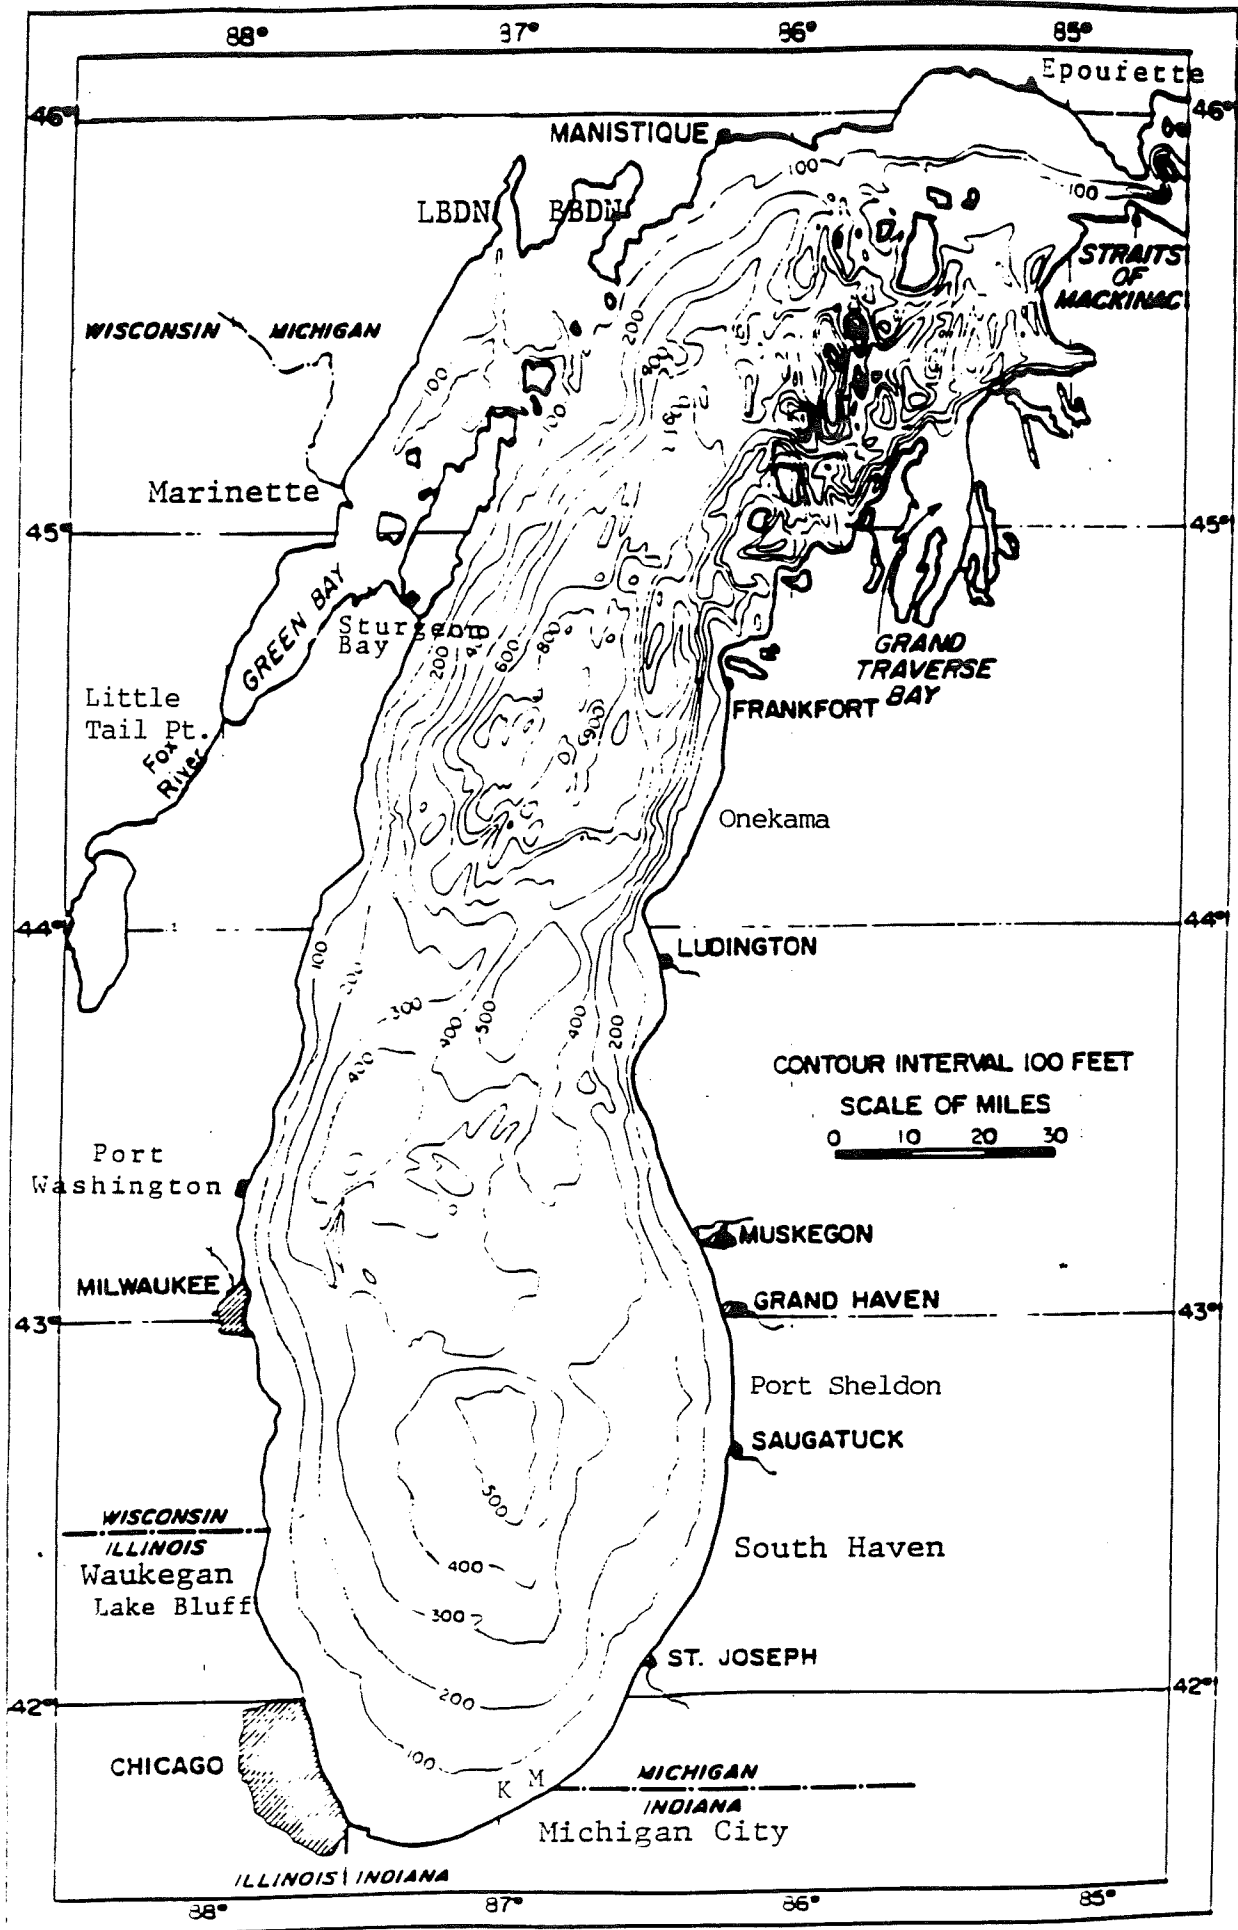 88°
87°
86°
85°
Epoufette
46°
46°
MANISTIQUE
100
100
LBDN
BBDN
STRAITS
OF
MACKINAC
WISCONSIN
MICHIGAN
200
100
100
Marinette
45°
45°
GREEN BAY
Sturgeon
Bay
200
600
800
900
GRAND
TRAVERSE
BAY
FRANKFORT
Little
Tail Pt.
Fox
River
Onekama
44°
44°
LUDINGTON
100
200
300
400
500
400
200
400
CONTOUR INTERVAL 100 FEET
SCALE OF MILES
0 10 20 30
Port
Washington
MUSKEGON
MILWAUKEE
GRAND HAVEN
43°
43°
Port Sheldon
SAUGATUCK
500
WISCONSIN
ILLINOIS
South Haven
Waukegan
Lake Bluff
400
300
ST. JOSEPH
200
42°
42°
CHICAGO
100
K M
MICHIGAN
INDIANA
Michigan City
ILLINOIS
INDIANA
88°
87°
86°
85°